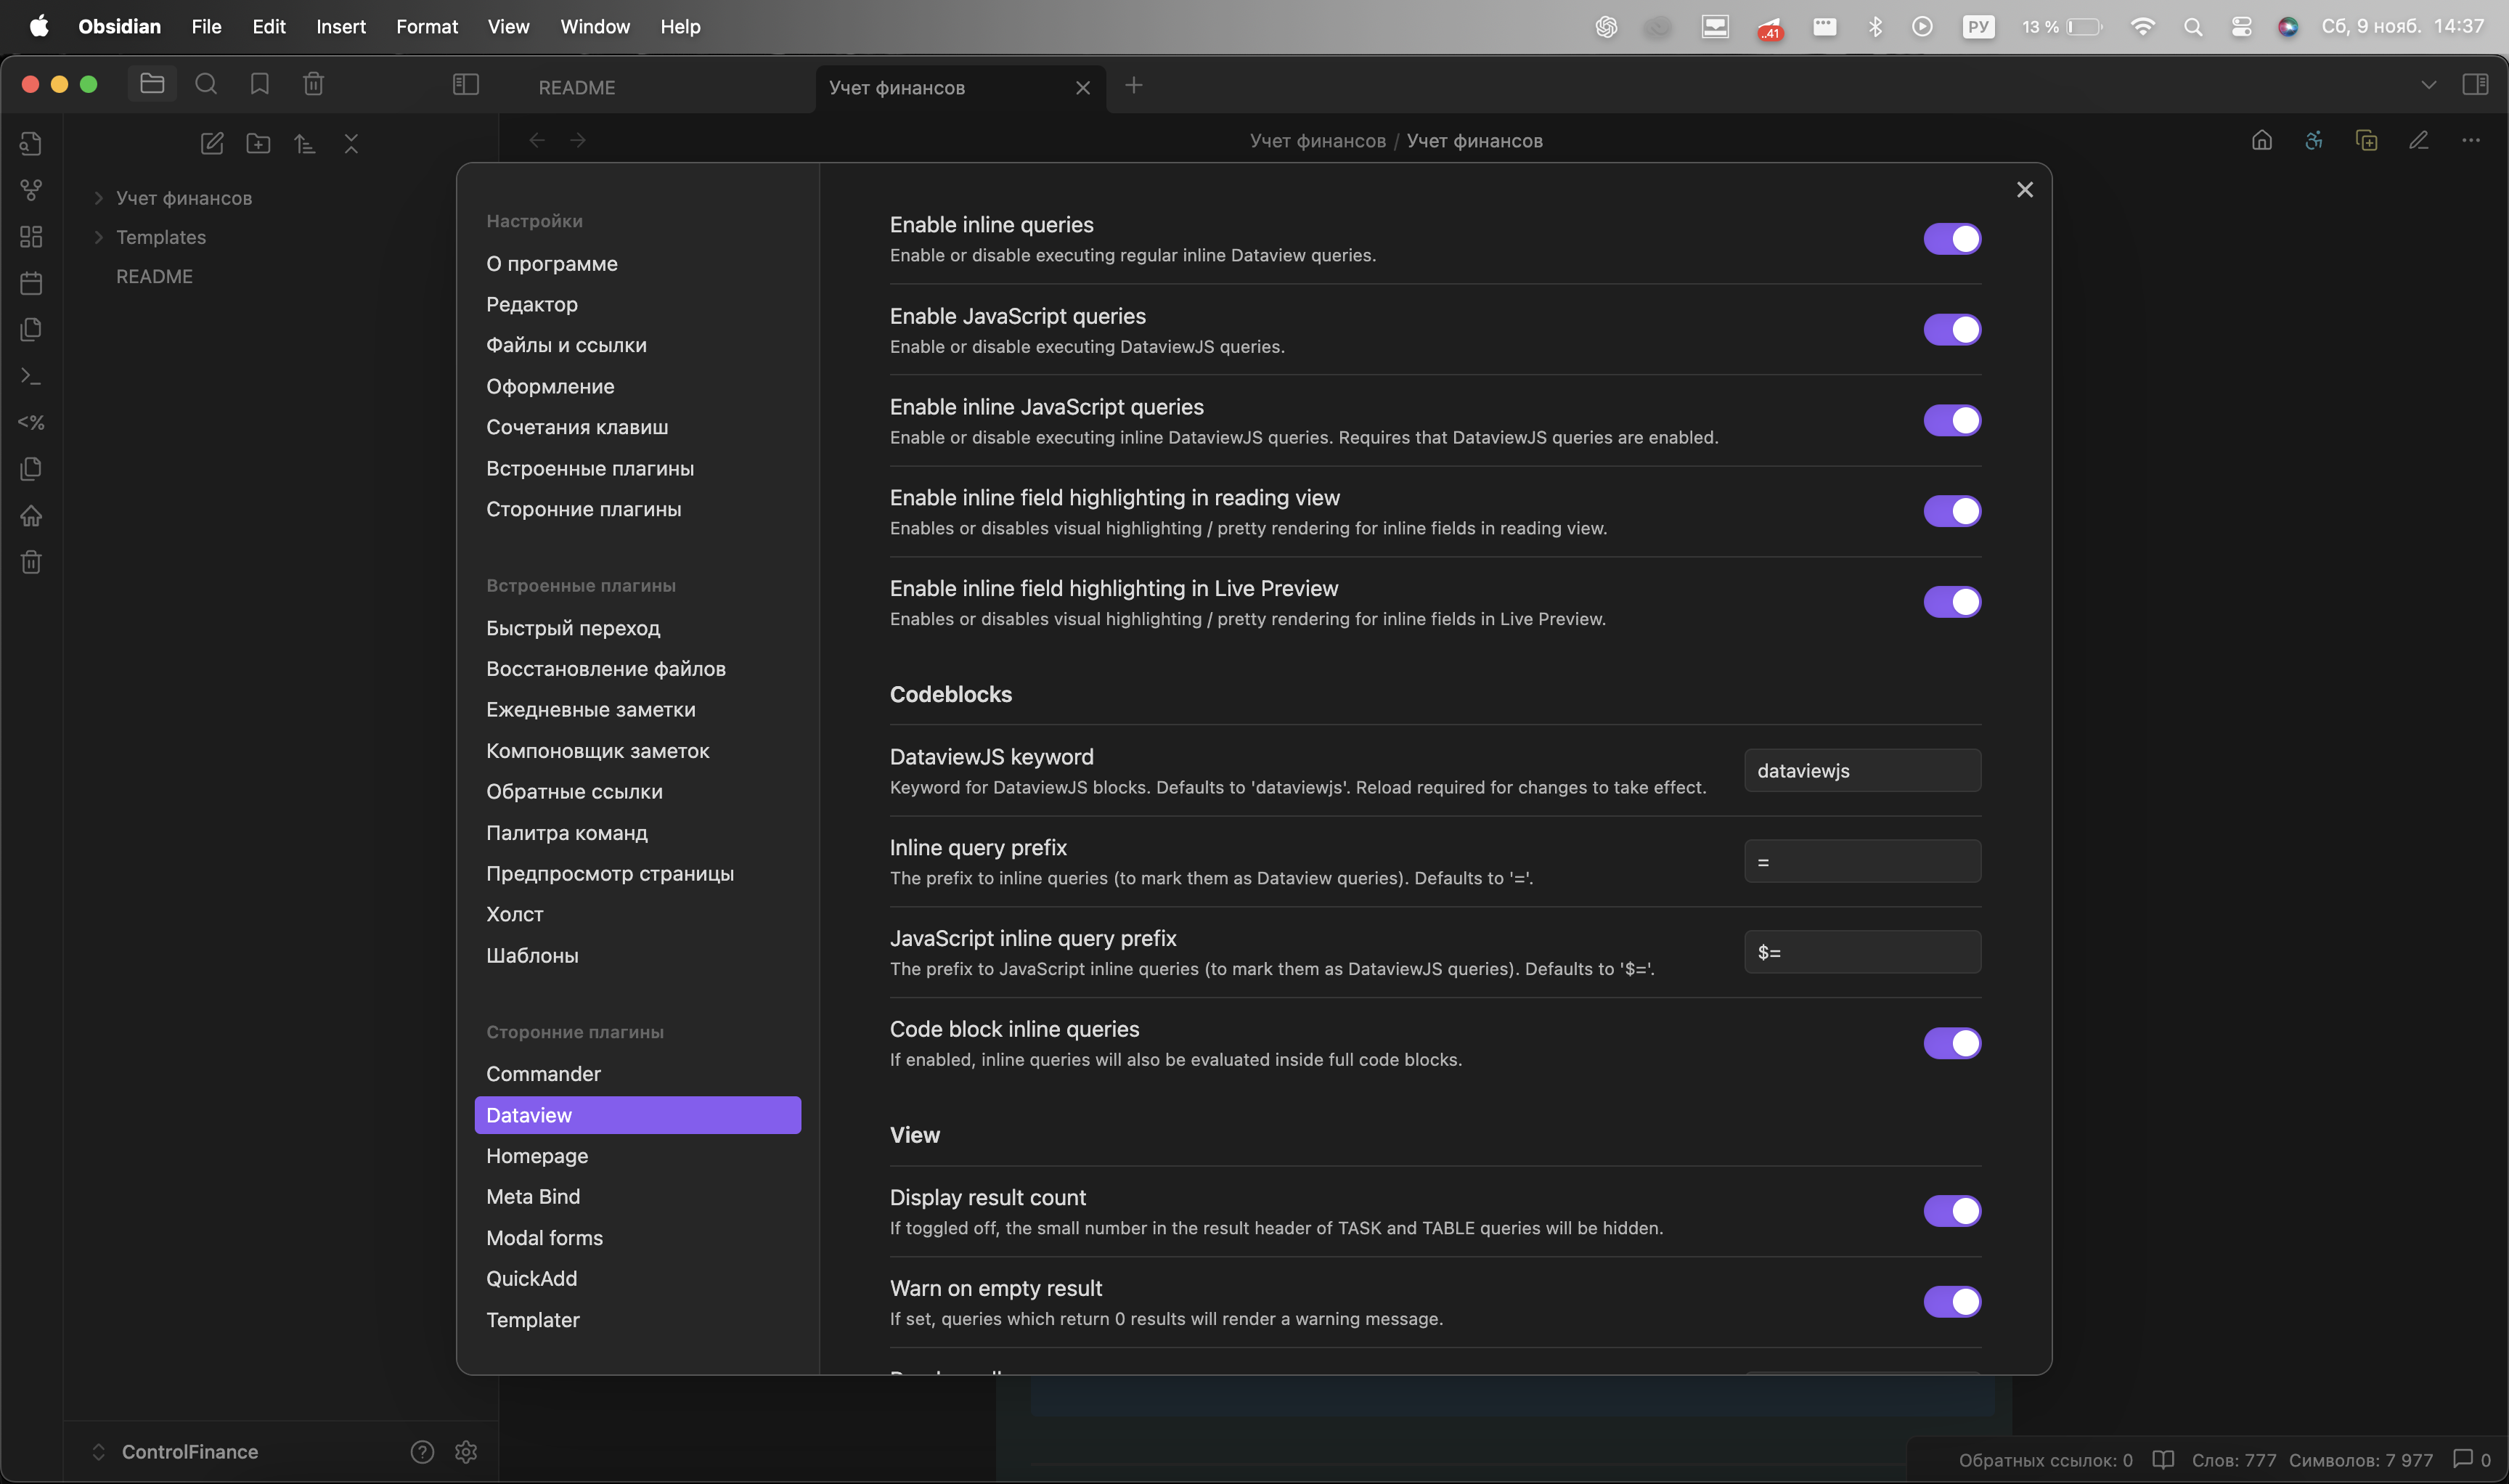 Obsidian File Edit Insert Format View Window Help
..41 РУ 13 % Сб, 9 нояб. 14:37
README
Учет финансов
Учет финансов / Учет финансов
Учет финансов
Templates
README
Настройки
О программе
Редактор
Файлы и ссылки
Оформление
Сочетания клавиш
Встроенные плагины
Сторонние плагины
Встроенные плагины
Быстрый переход
Восстановление файлов
Ежедневные заметки
Компоновщик заметок
Обратные ссылки
Палитра команд
Предпросмотр страницы
Холст
Шаблоны
Сторонние плагины
Commander
Dataview
Homepage
Meta Bind
Modal forms
QuickAdd
Templater
Enable inline queries
Enable or disable executing regular inline Dataview queries.
Enable JavaScript queries
Enable or disable executing DataviewJS queries.
Enable inline JavaScript queries
Enable or disable executing inline DataviewJS queries. Requires that DataviewJS queries are enabled.
Enable inline field highlighting in reading view
Enables or disables visual highlighting / pretty rendering for inline fields in reading view.
Enable inline field highlighting in Live Preview
Enables or disables visual highlighting / pretty rendering for inline fields in Live Preview.
Codeblocks
DataviewJS keyword
Keyword for DataviewJS blocks. Defaults to 'dataviewjs'. Reload required for changes to take effect.
dataviewjs
Inline query prefix
The prefix to inline queries (to mark them as Dataview queries). Defaults to '='.
=
JavaScript inline query prefix
The prefix to JavaScript inline queries (to mark them as DataviewJS queries). Defaults to '$='.
$=
Code block inline queries
If enabled, inline queries will also be evaluated inside full code blocks.
View
Display result count
If toggled off, the small number in the result header of TASK and TABLE queries will be hidden.
Warn on empty result
If set, queries which return 0 results will render a warning message.
ControlFinance
Обратных ссылок: 0 Слов: 777 Символов: 7 977 0